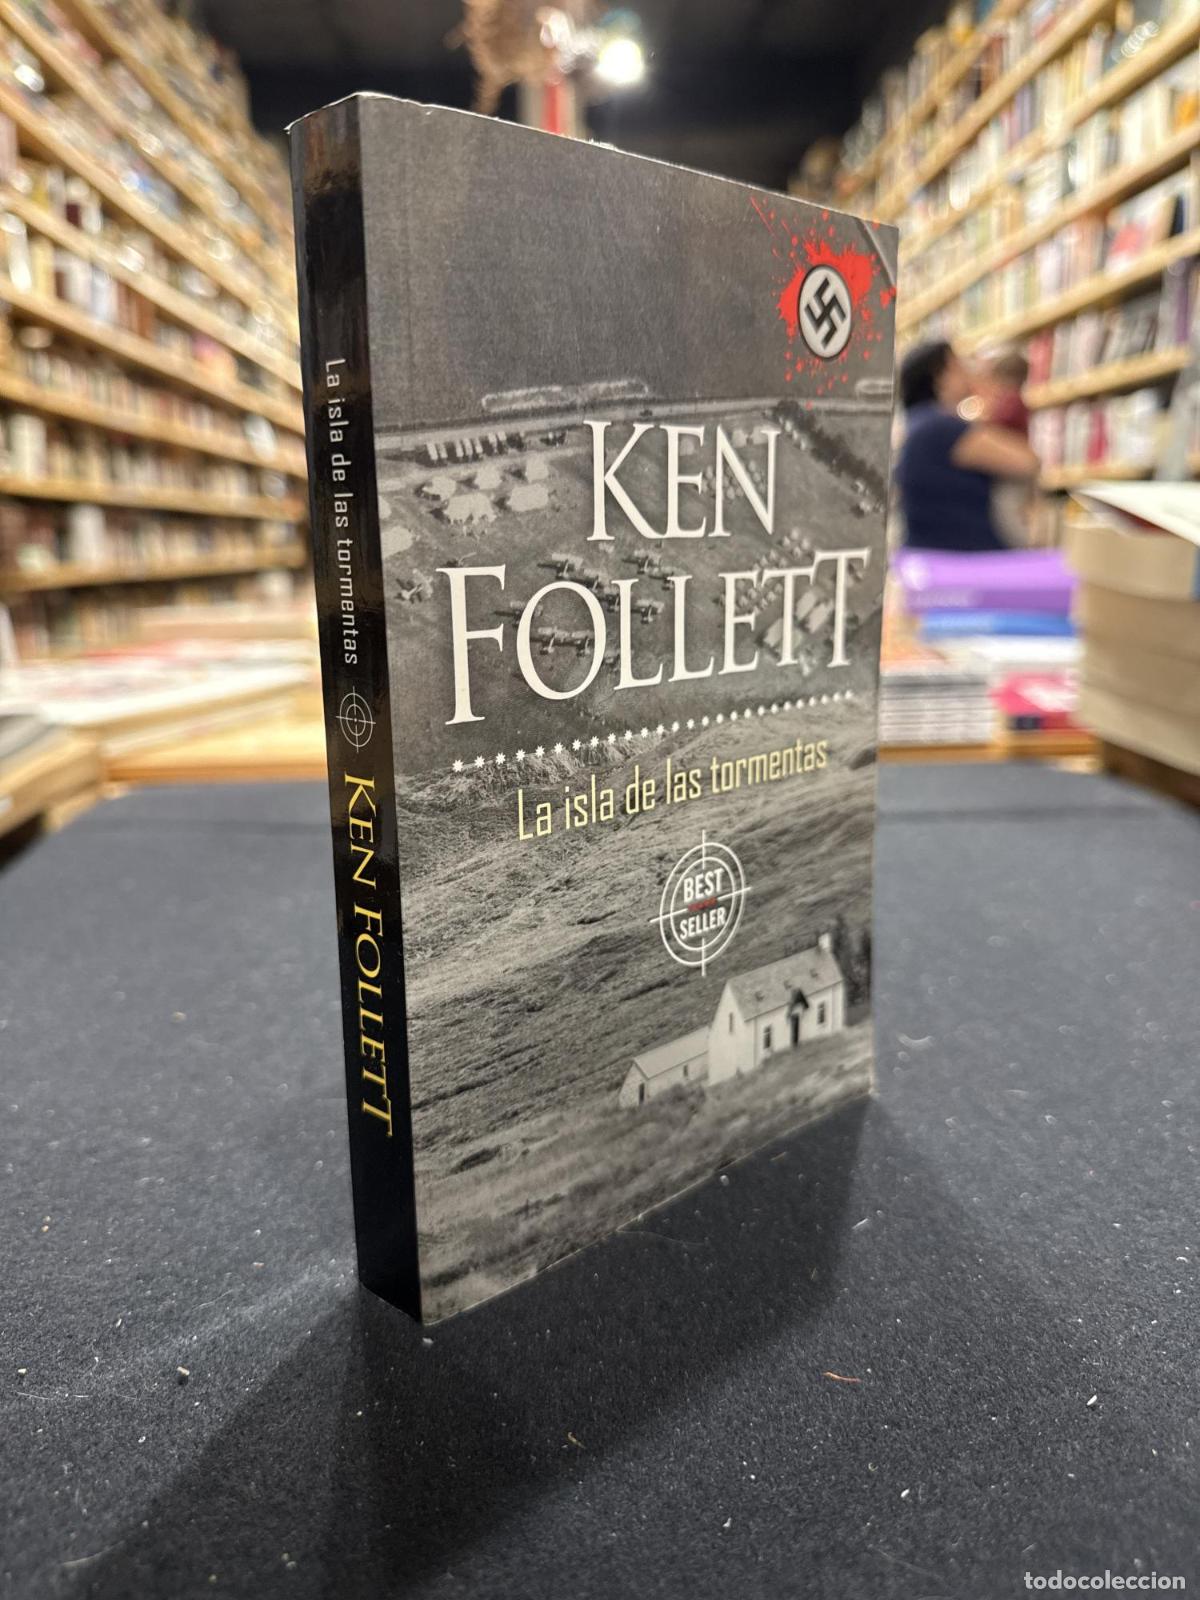 La isla de las tormentas
KEN FOLLETT
KEN
FOLLETT
La isla de las tormentas
BEST
SELLER
todocoleccion